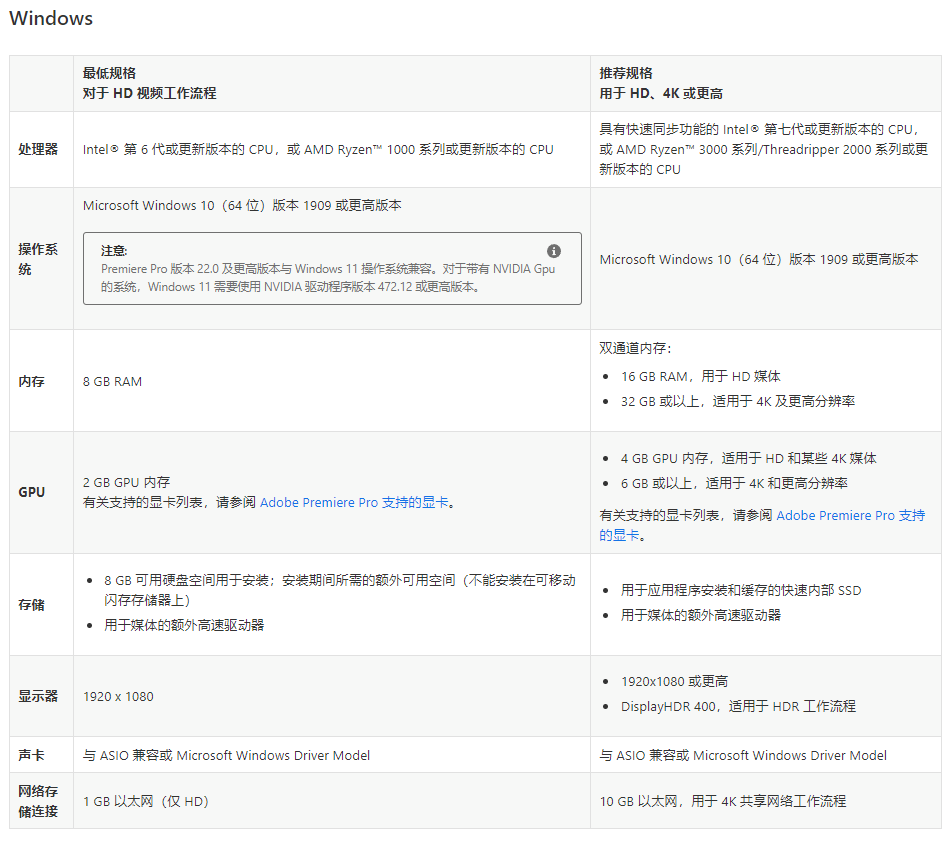 Windows
最低规格
对于 HD 视频工作流程
推荐规格
用于 HD、4K 或更高
处理器
Intel® 第 6 代或更新版本的 CPU，或 AMD Ryzen™ 1000 系列或更新版本的 CPU
具有快速同步功能的 Intel® 第七代或更新版本的 CPU，
或 AMD Ryzen™ 3000 系列/Threadripper 2000 系列或更
新版本的 CPU
操作系
统
Microsoft Windows 10（64 位）版本 1909 或更高版本
注意:
Premiere Pro 版本 22.0 及更高版本与 Windows 11 操作系统兼容。对于带有 NVIDIA Gpu
的系统，Windows 11 需要使用 NVIDIA 驱动程序版本 472.12 或更高版本。
Microsoft Windows 10（64 位）版本 1909 或更高版本
内存
8 GB RAM
双通道内存：
• 16 GB RAM，用于 HD 媒体
• 32 GB 或以上，适用于 4K 及更高分辨率
GPU
2 GB GPU 内存
有关支持的显卡列表，请参阅 Adobe Premiere Pro 支持的显卡。
• 4 GB GPU 内存，适用于 HD 和某些 4K 媒体
• 6 GB 或以上，适用于 4K 和更高分辨率
有关支持的显卡列表，请参阅 Adobe Premiere Pro 支持
的显卡。
存储
• 8 GB 可用硬盘空间用于安装；安装期间所需的额外可用空间（不能安装在可移动
闪存存储器上）
• 用于媒体的额外高速驱动器
• 用于应用程序安装和缓存的快速内部 SSD
• 用于媒体的额外高速驱动器
显示器
1920 x 1080
• 1920x1080 或更高
• DisplayHDR 400，适用于 HDR 工作流程
声卡
与 ASIO 兼容或 Microsoft Windows Driver Model
与 ASIO 兼容或 Microsoft Windows Driver Model
网络存
储连接
1 GB 以太网（仅 HD）
10 GB 以太网，用于 4K 共享网络工作流程